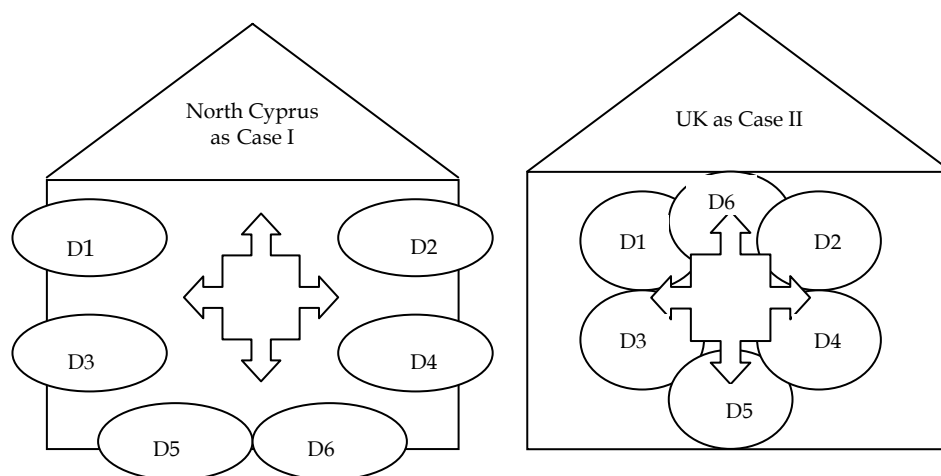 North Cyprus
as Case I
D1
D2
D3
D4
D5
D6
UK as Case II
D6
D1
D2
D3
D4
D5